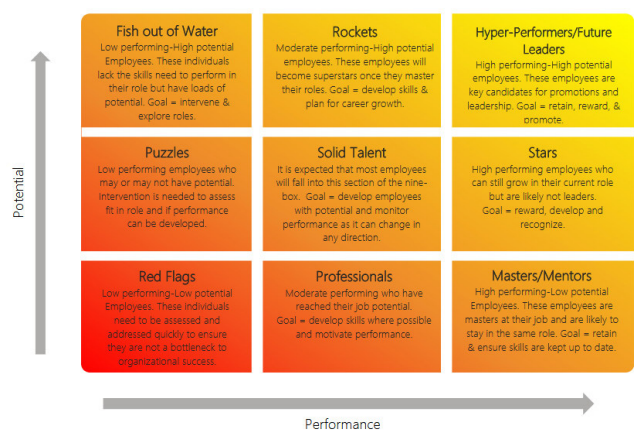 Fish out of Water
Low performing-High potential
Employees. These individuals
lack the skills need to perform in
their role but have loads of
potential. Goal = intervene &
explore roles.
Rockets
Moderate performing-High potential
employees. These employees will
become superstars once they master
their roles. Goal = develop skills &
plan for career growth.
Hyper-Performers/Future
Leaders
High performing-High potential
employees. These employees are
key candidates for promotions and
leadership. Goal = retain, reward, &
promote.
Puzzles
Low performing employees who
may or may not have potential.
Intervention is needed to assess
fit in role and if performance
can be developed.
Solid Talent
It is expected that most employees
will fall into this section of the nine-
box. Goal = develop employees
with potential and monitor
performance as it can change in
any direction.
Stars
High performing employees who
can still grow in their current role
but are likely not leaders.
Goal = reward, develop and
recognize.
Red Flags
Low performing-Low potential
Employees. These individuals
need to be assessed and
addressed quickly to ensure
they are not a bottleneck to
organizational success.
Professionals
Moderate performing who have
reached their job potential.
Goal = develop skills where possible
and motivate performance.
Masters/Mentors
High performing-Low potential
Employees. These employees are
masters at their job and are likely to
stay in the same role. Goal = retain
& ensure skills are kept up to date.
Potential
Performance